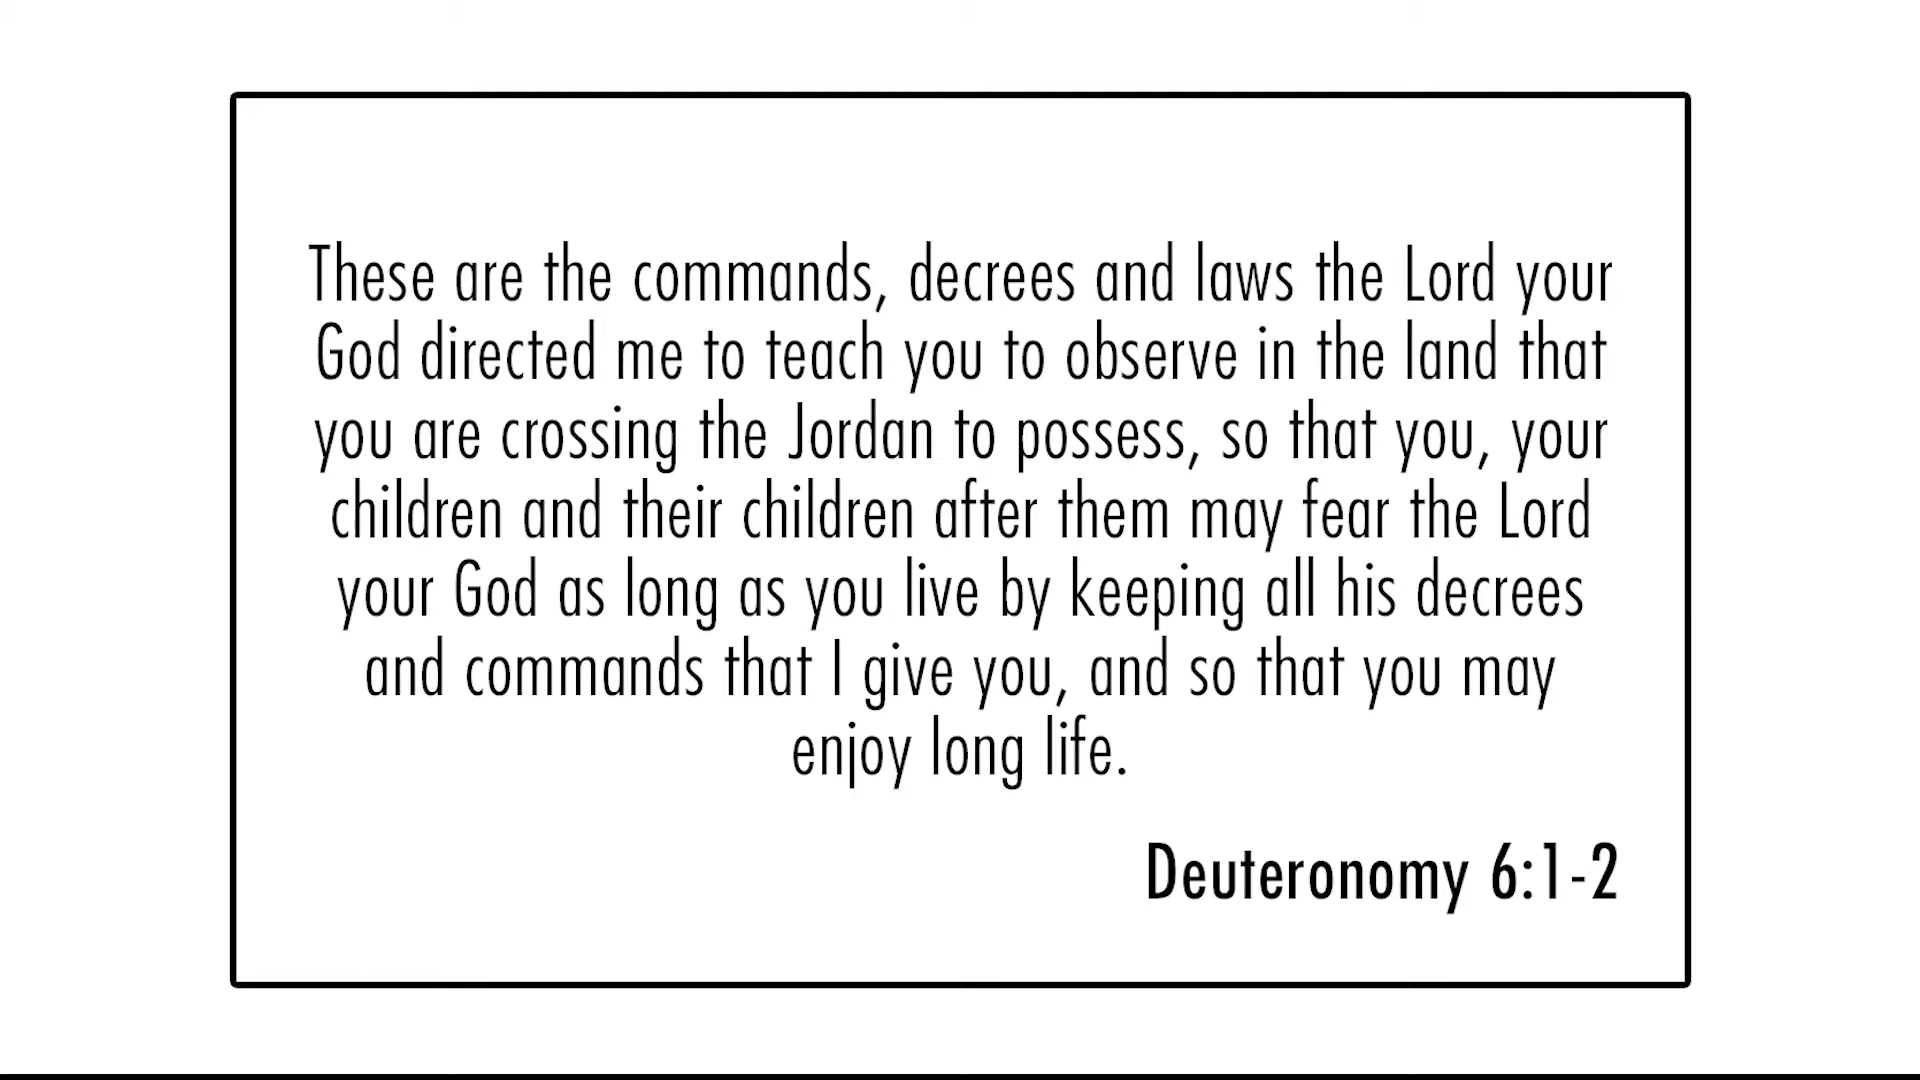 These are the commands, decrees and laws the Lord your
God directed me to teach you to observe in the land that
you are crossing the Jordan to possess, so that you, your
children and their children after them may fear the Lord
your God as long as you live by keeping all his decrees
and commands that I give you, and so that you may
enjoy long life.
Deuteronomy 6:1-2